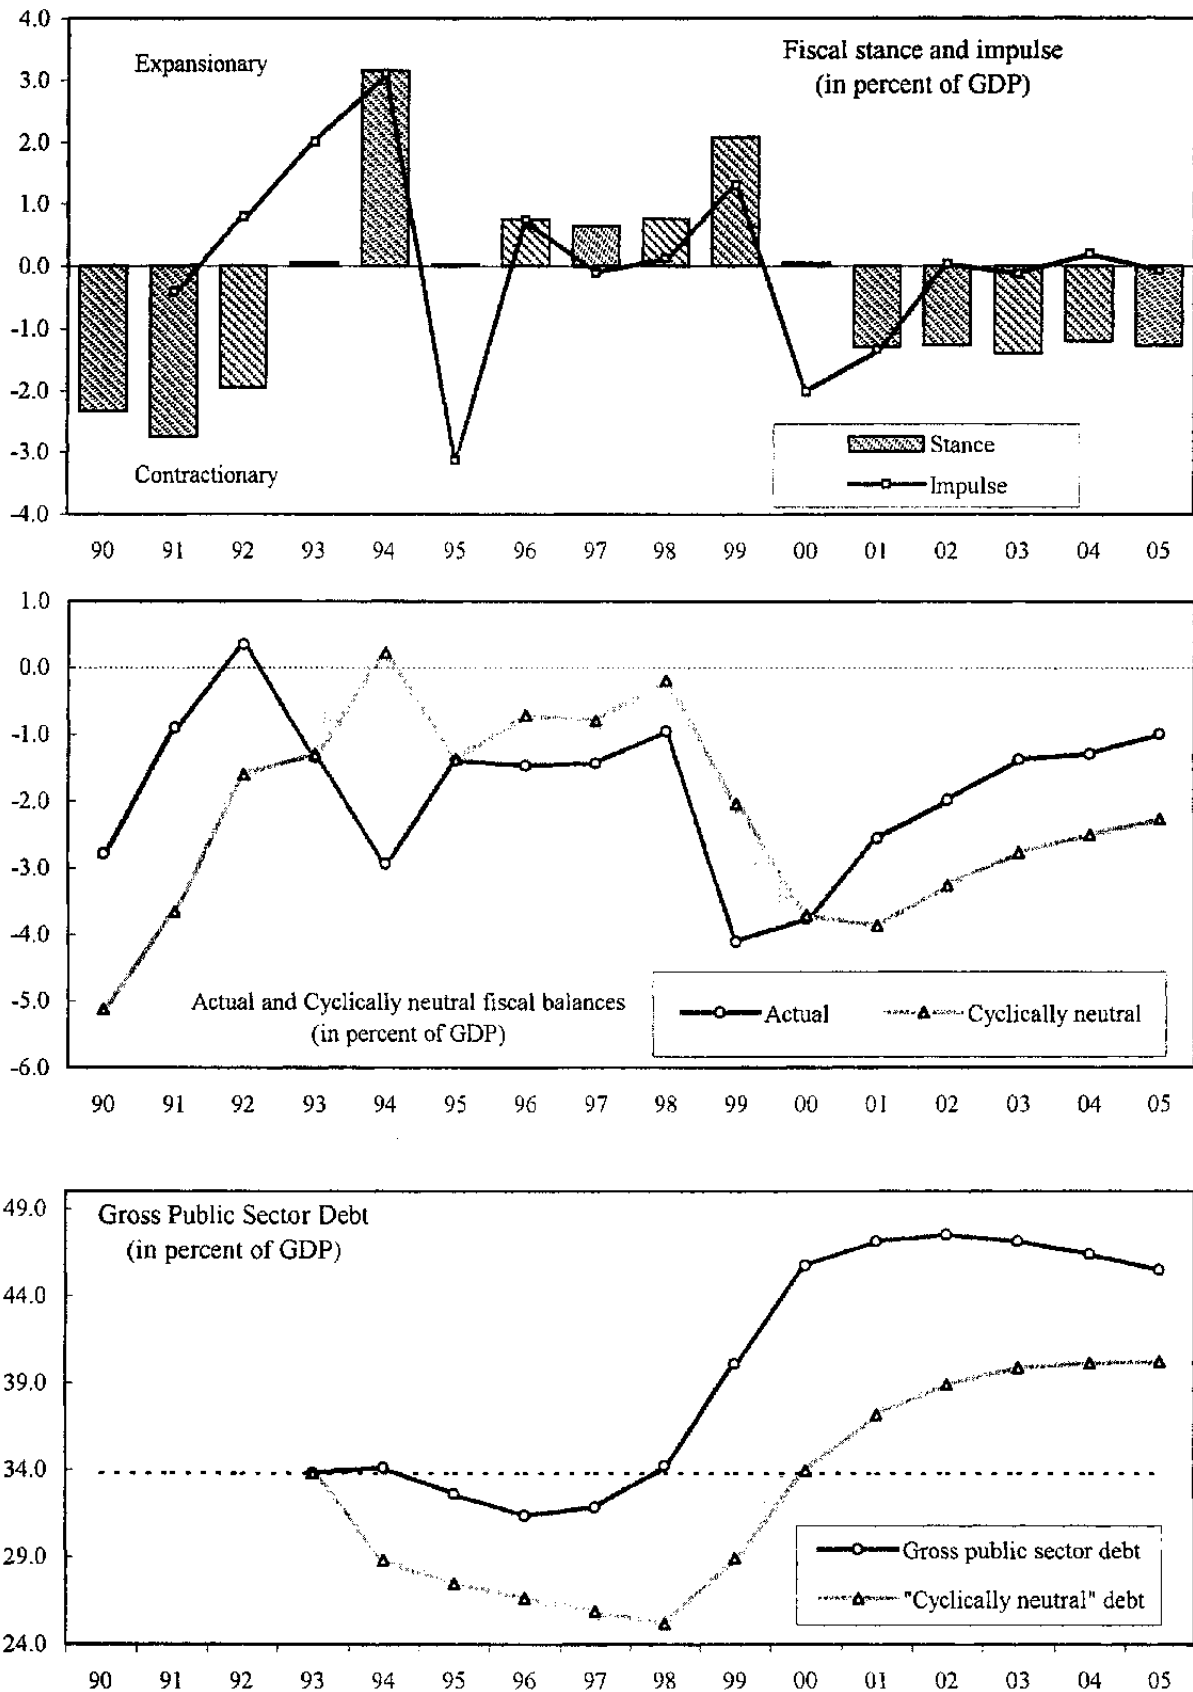 4.0
Expansionary
Fiscal stance and impulse
(in percent of GDP)
3.0
2.0
1.0
0.0
-1.0
-2.0
-3.0
Contractionary
Stance
Impulse
-4.0
90 91 92 93 94 95 96 97 98 99 00 01 02 03 04 05
1.0
0.0
-1.0
-2.0
-3.0
-4.0
-5.0
Actual and Cyclically neutral fiscal balances
(in percent of GDP)
Actual
Cyclically neutral
-6.0
90 91 92 93 94 95 96 97 98 99 00 01 02 03 04 05
49.0
Gross Public Sector Debt
(in percent of GDP)
44.0
39.0
34.0
29.0
Gross public sector debt
"Cyclically neutral" debt
24.0
90 91 92 93 94 95 96 97 98 99 00 01 02 03 04 05